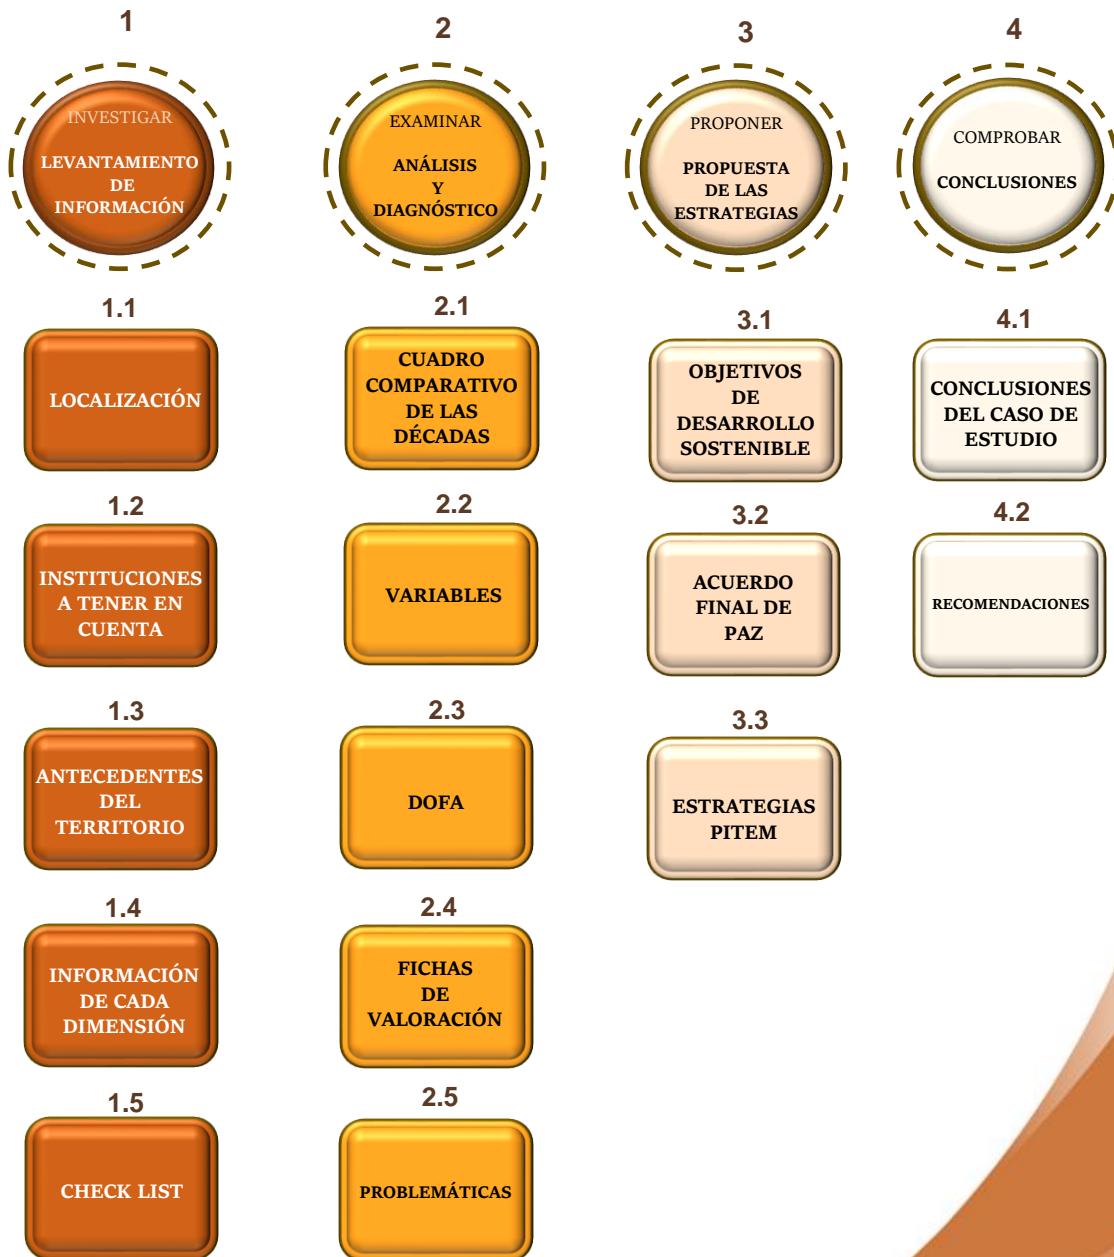 1
INVESTIGAR
LEVANTAMIENTO
DE
INFORMACIÓN
1.1
LOCALIZACIÓN
1.2
INSTITUCIONES
A TENER EN
CUENTA
1.3
ANTECEDENTES
DEL
TERRITORIO
1.4
INFORMACIÓN
DE CADA
DIMENSIÓN
1.5
CHECK LIST
2
EXAMINAR
ANÁLISIS
Y
DIAGNÓSTICO
2.1
CUADRO
COMPARATIVO
DE LAS
DÉCADAS
2.2
VARIABLES
2.3
DOFA
2.4
FICHAS
DE
VALORACIÓN
2.5
PROBLEMÁTICAS
3
PROPONER
PROPUESTA
DE LAS
ESTRATEGIAS
3.1
OBJETIVOS
DE
DESARROLLO
SOSTENIBLE
3.2
ACUERDO
FINAL DE
PAZ
3.3
ESTRATEGIAS
PITEM
4
COMPROBAR
CONCLUSIONES
4.1
CONCLUSIONES
DEL CASO DE
ESTUDIO
4.2
RECOMENDACIONES